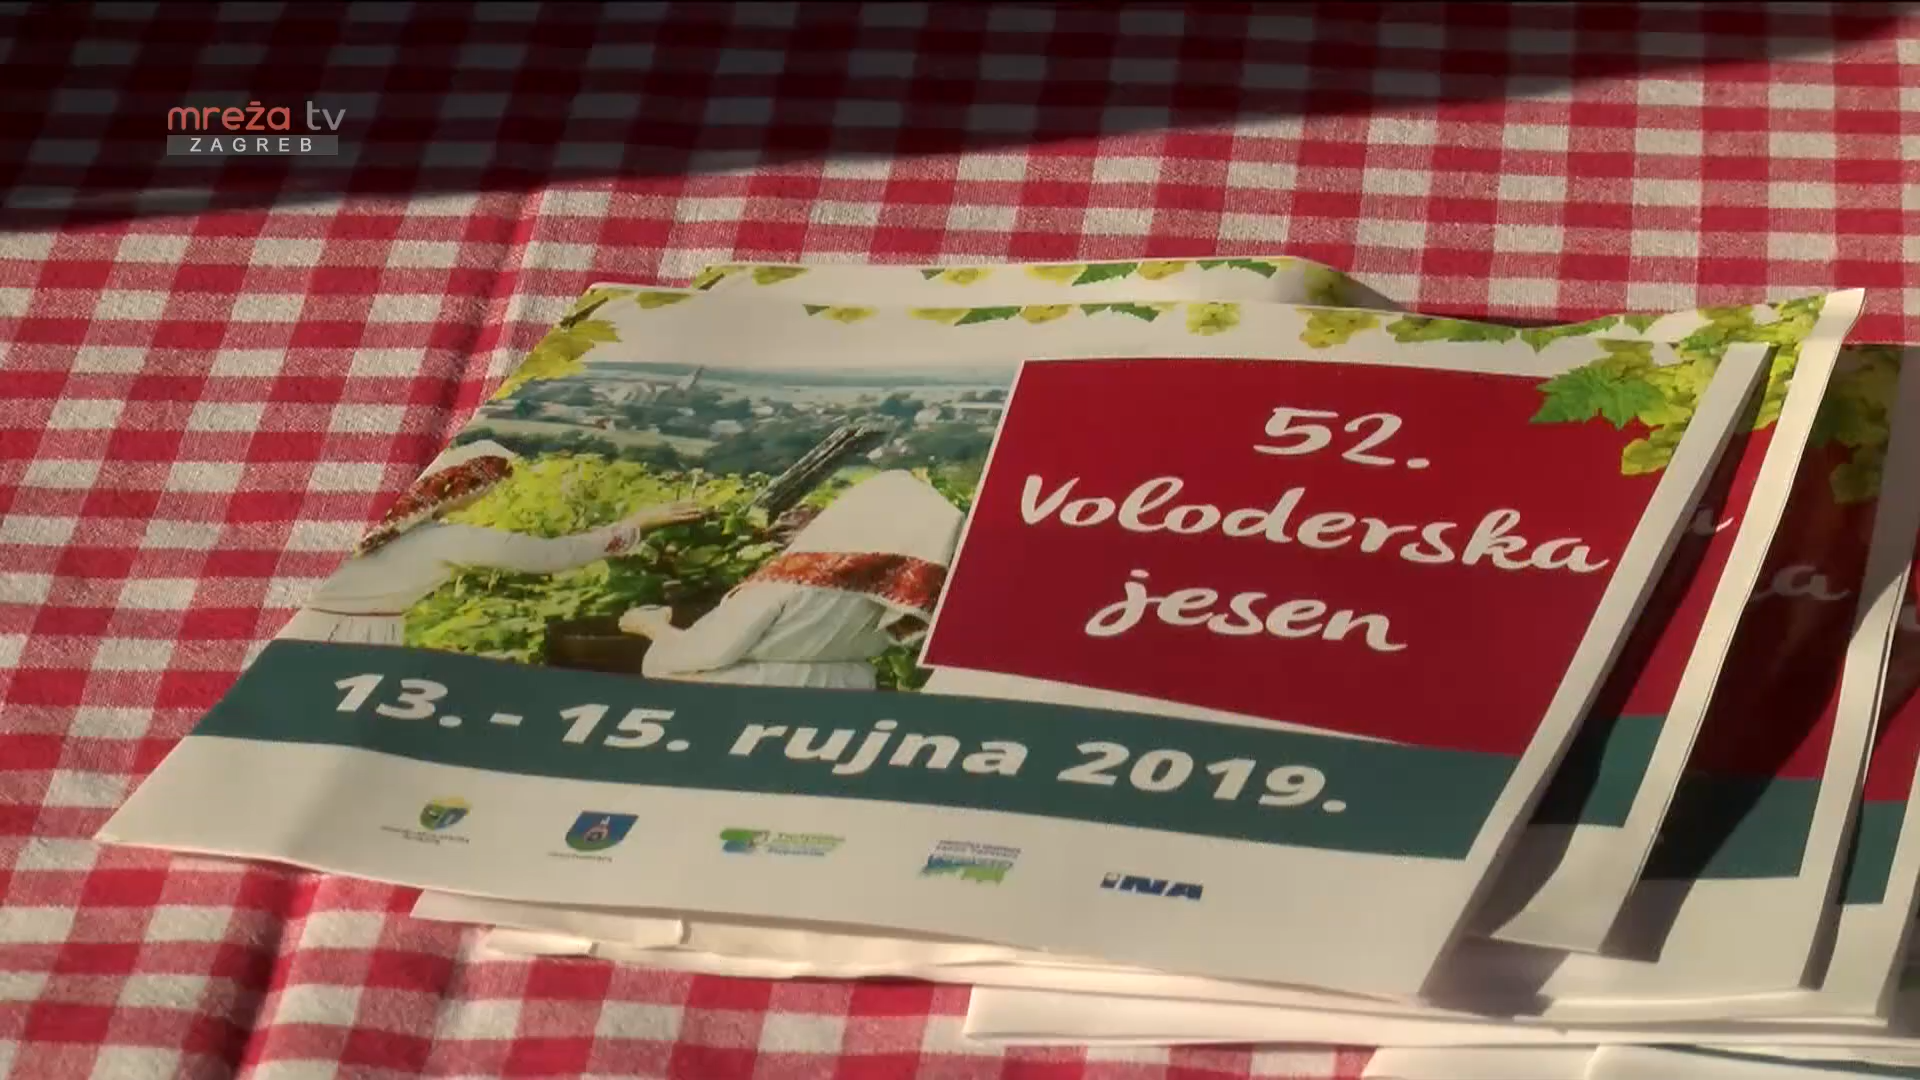 mreža tv
ZAGREB
52.
Voloderska
jesen
13. - 15. rujna 2019.
INA